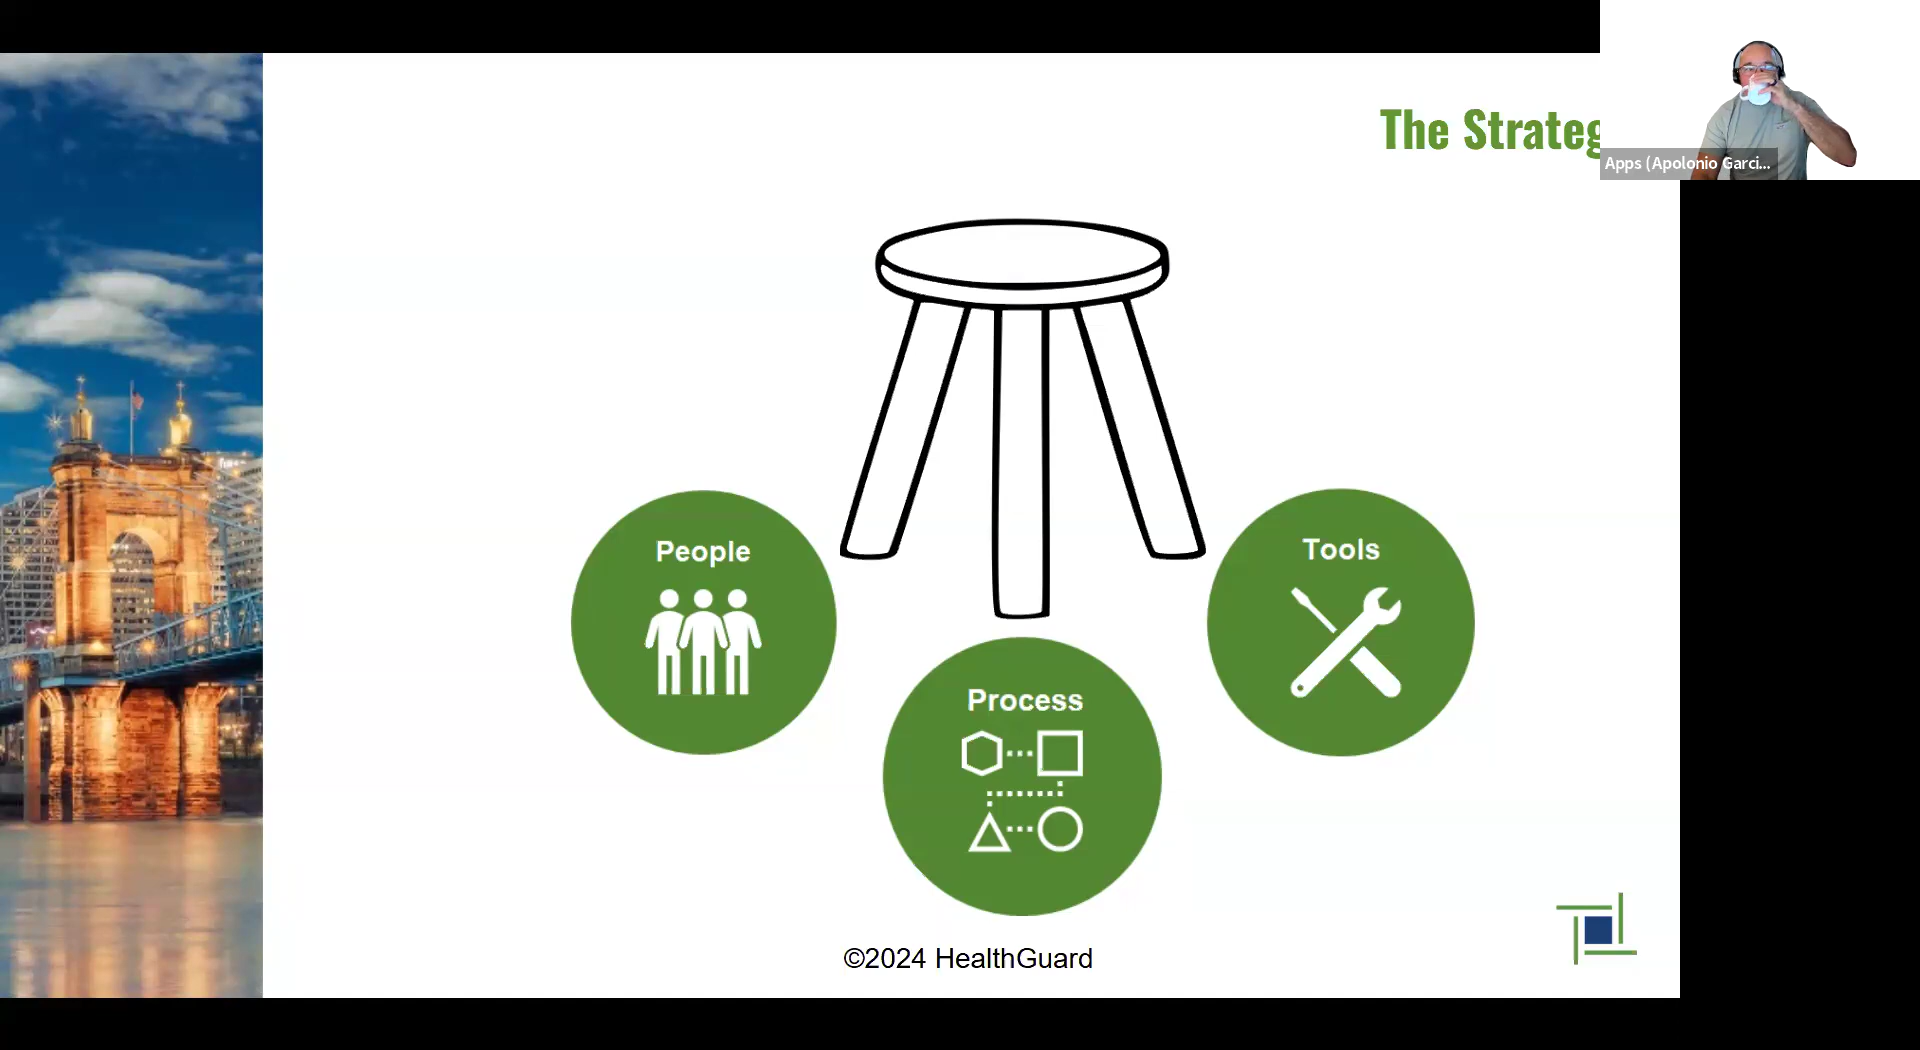 The Strateg
Apps (Apolonio Garci...
People
Tools
Process
©2024 HealthGuard